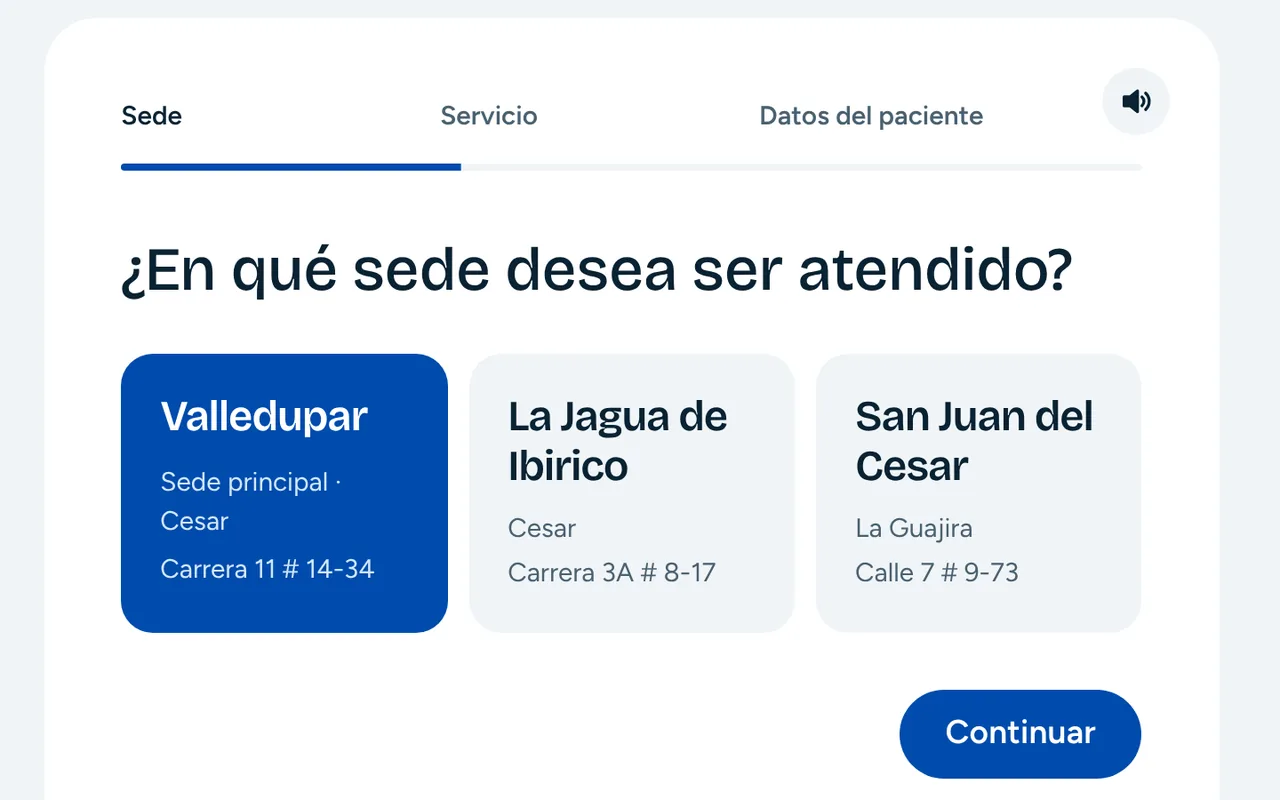 Sede
Servicio
Datos del paciente
¿En qué sede desea ser atendido?
Valledupar
Sede principal ·
Cesar
Carrera 11 # 14-34
La Jagua de
Ibirico
Cesar
Carrera 3A # 8-17
San Juan del
Cesar
La Guajira
Calle 7 # 9-73
Continuar